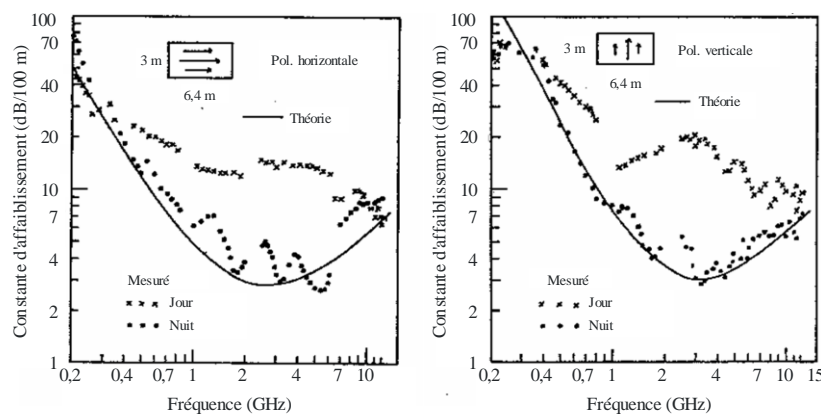 Constante d'affaiblissement (dB/100 m)
100
70
40
20
10
7
4
2
1
3 m
6,4 m
Pol. horizontale
Théorie
Mesuré
Jour
Nuit
0,2
0,4
0,7
1
2
4
7
10
Fréquence (GHz)
Constante d'affaiblissement (dB/100 m)
100
70
40
20
10
7
4
2
1
3 m
6,4 m
Pol. verticale
Théorie
Mesuré
Jour
Nuit
0,2
0,4
0,7
1
2
4
7
10
15
Fréquence (GHz)